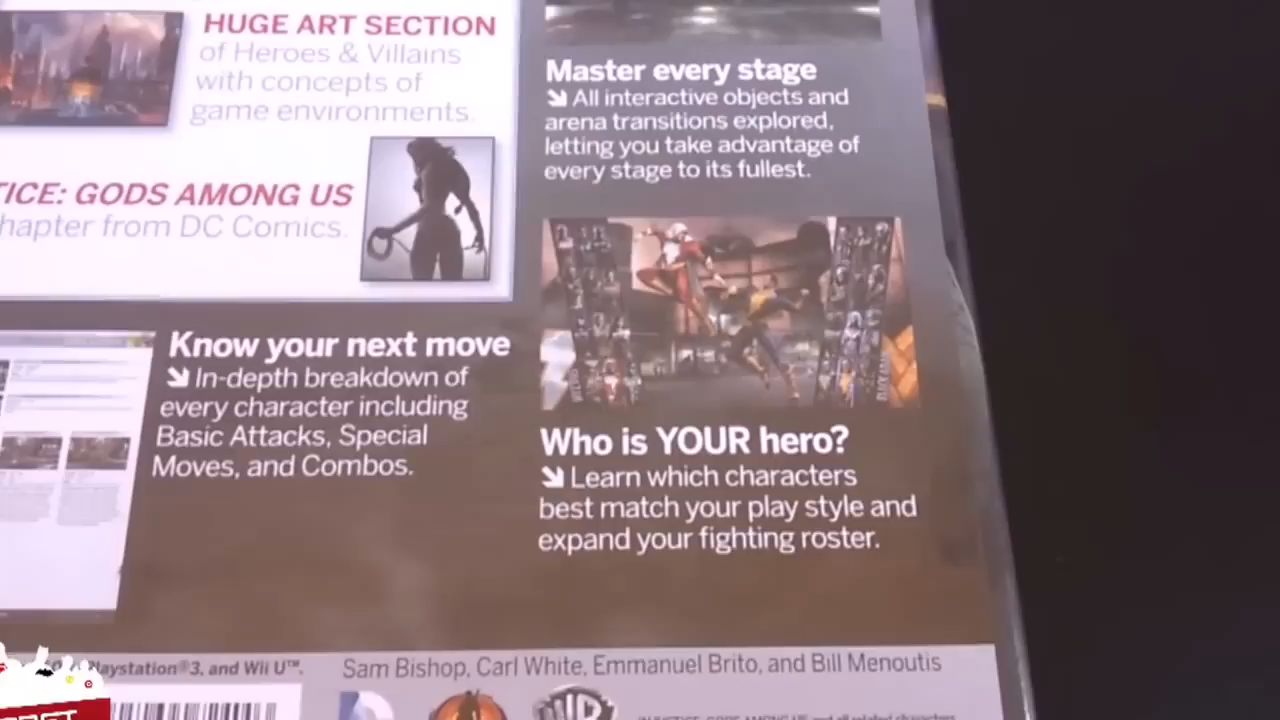 HUGE ART SECTION
of Heroes & Villains
with concepts of
game environments.
GODS AMONG US
from DC Comics.
Know your next move
In-depth breakdown of
every character including
Basic Attacks, Special
Moves, and Combos.
Master every stage
All interactive objects and
arena transitions explored,
letting you take advantage of
every stage to its fullest.
Who is YOUR hero?
Learn which characters
best match your play style and
expand your fighting roster.
and Wii U™.
Sam Bishop, Carl White, Emmanuel Brito, and Bill Menoutis